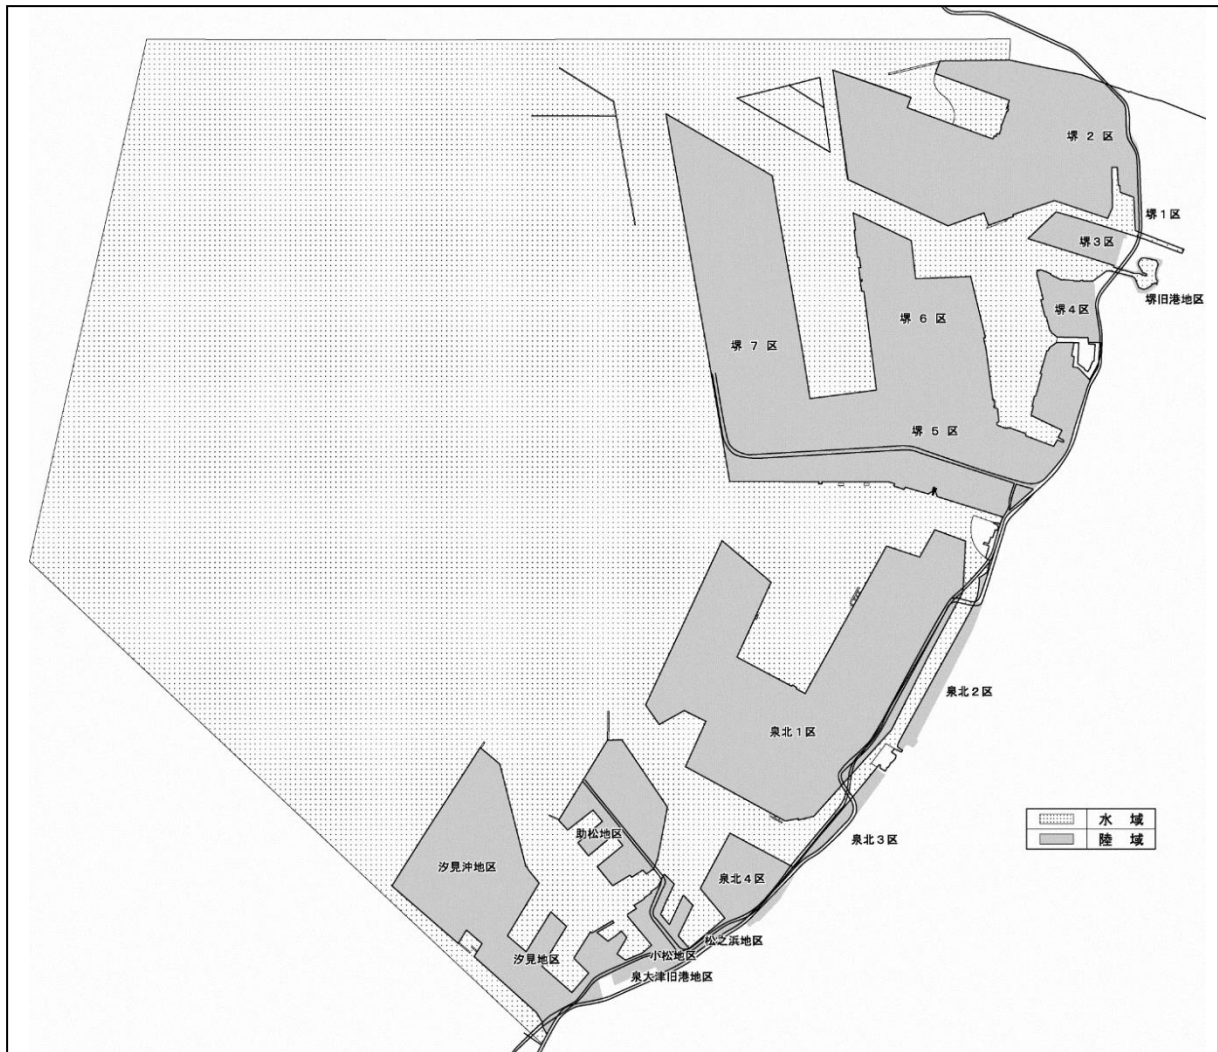 堺 2 区
堺1区
堺3区
堺旧港地区
堺4区
堺 6 区
堺 7 区
堺 5 区
泉北2区
泉北1区
水 域
陸 域
助松地区
泉北3区
汐見沖地区
泉北4区
松之浜地区
小松地区
汐見地区
泉大津旧港地区